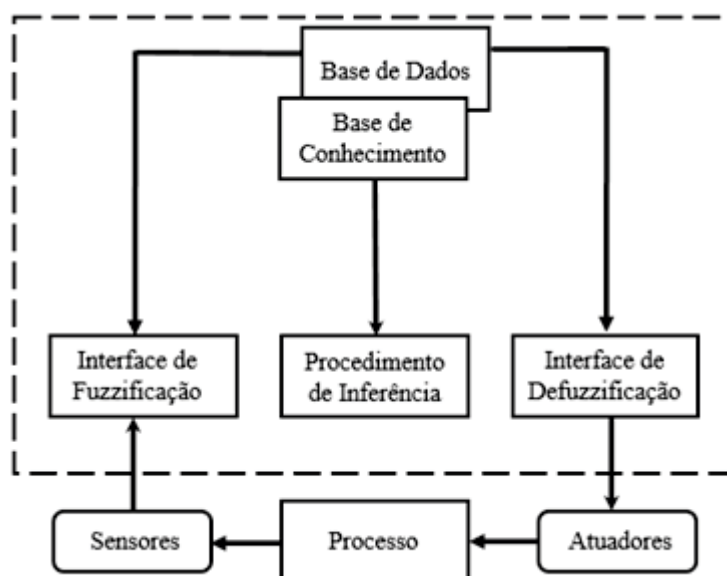 Base de Dados
Base de
Conhecimento
Interface de
Fuzzificação
Procedimento
de Inferência
Interface de
Defuzzificação
Sensores
Processo
Atuadores